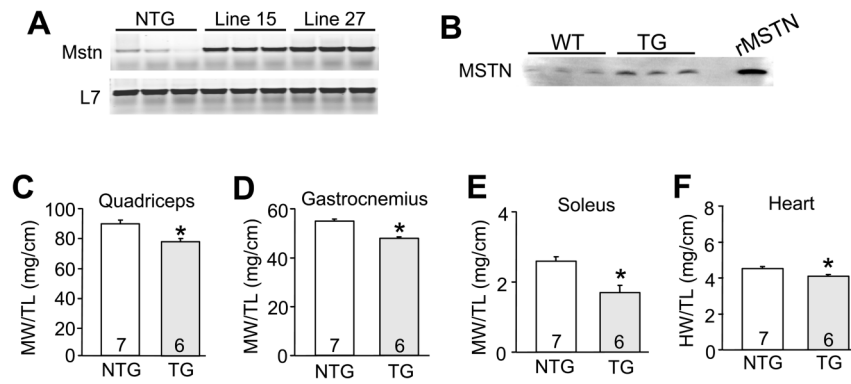 A
NTG Line 15 Line 27
Mstn
L7
B
WT TG rMSTN
MSTN
C
Quadriceps
MW/TL (mg/cm)
100
80
60
40
20
0
*
7 6
NTG TG
D
Gastrocnemius
MW/TL (mg/cm)
60
40
20
0
*
7 6
NTG TG
E
Soleus
MW/TL (mg/cm)
4
2
0
*
7 6
NTG TG
F
Heart
HW/TL (mg/cm)
8
6
4
2
0
*
7 6
NTG TG